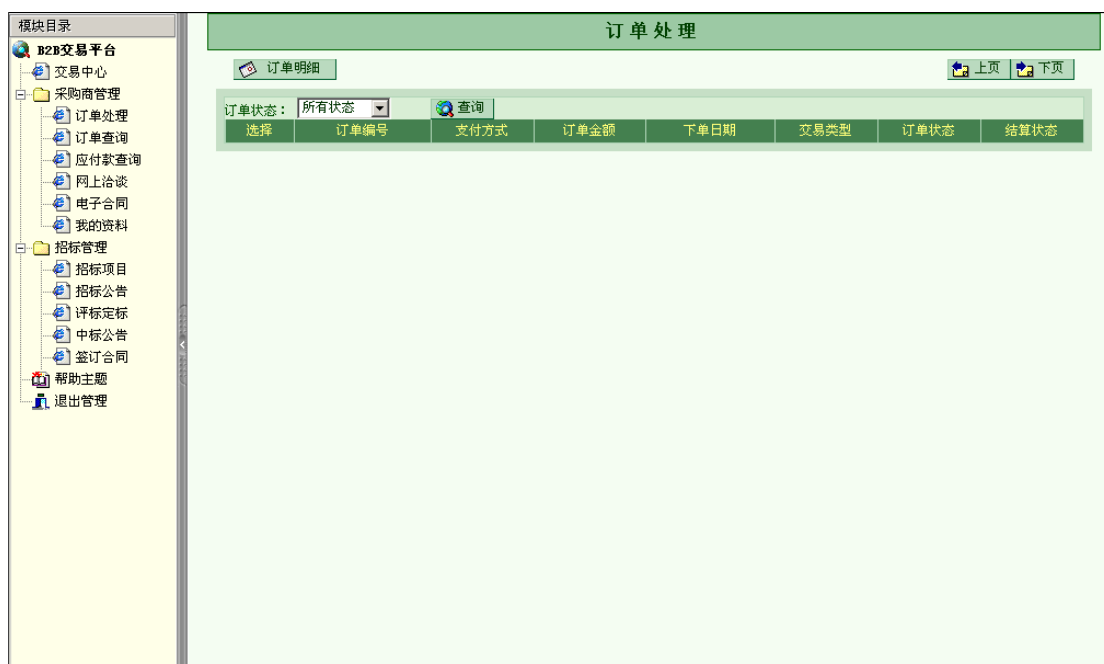 模块目录
B2B交易平台
交易中心
采购商管理
订单处理
订单查询
应付款查询
网上洽谈
电子合同
我的资料
招标管理
招标项目
招标公告
评标定标
中标公告
签订合同
帮助主题
退出管理
订单处理
订单明细 上页 下页
订单状态： 所有状态 查询
选择 订单编号 支付方式 订单金额 下单日期 交易类型 订单状态 结算状态